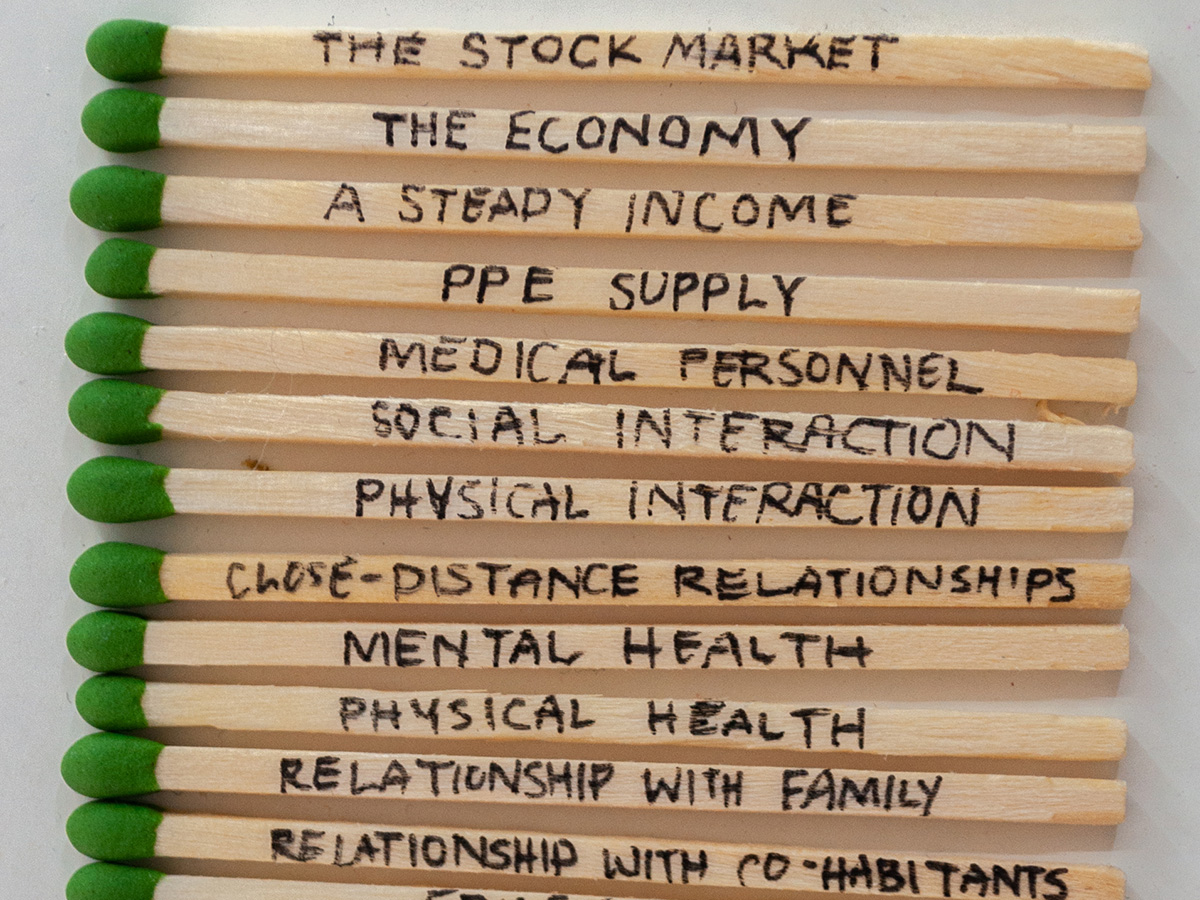 THE STOCK MARKET
THE ECONOMY
A STEADY INCOME
PPE SUPPLY
MEDICAL PERSONNEL
SOCIAL INTERACTION
PHYSICAL INTERACTION
CLOSE-DISTANCE RELATIONSHIPS
MENTAL HEALTH
PHYSICAL HEALTH
RELATIONSHIP WITH FAMILY
RELATIONSHIP WITH CO-HABITANTS